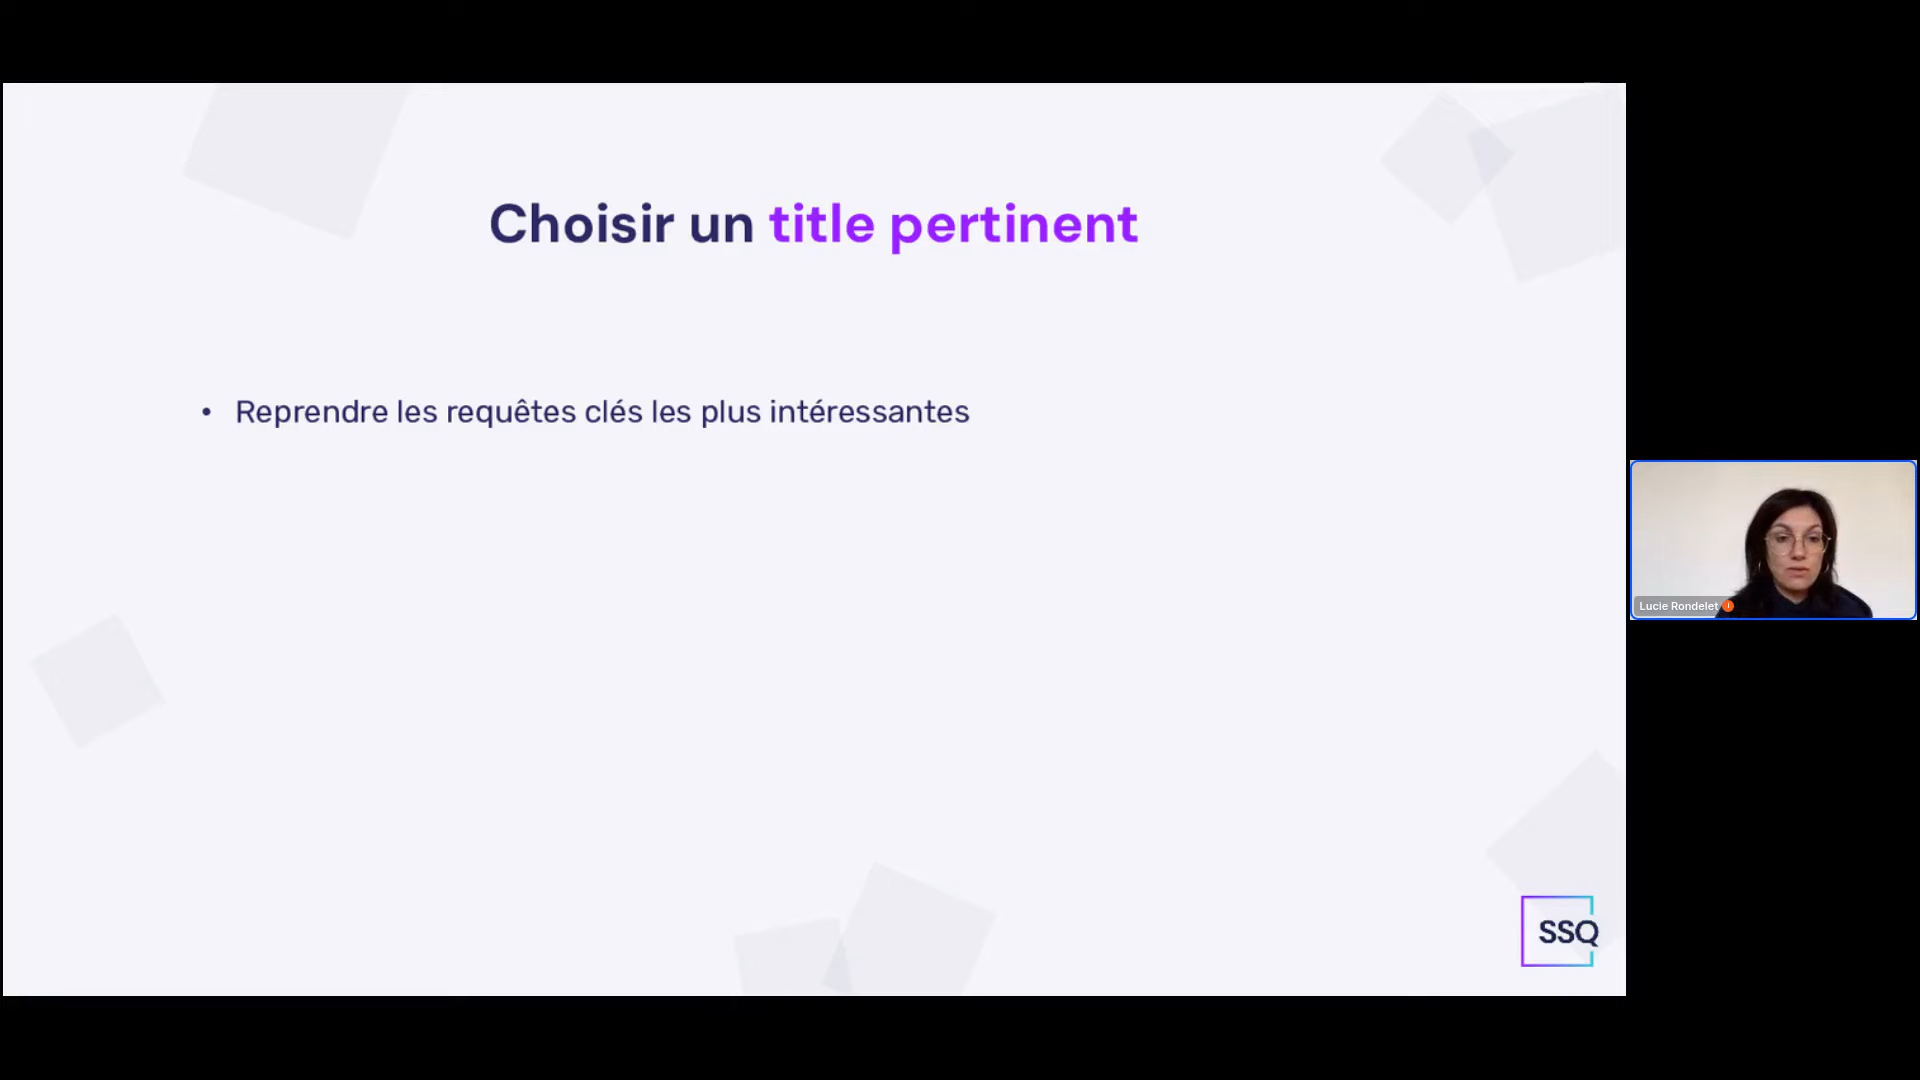 Choisir un title pertinent
• Reprendre les requêtes clés les plus intéressantes
Lucie Rondelet
SSQ